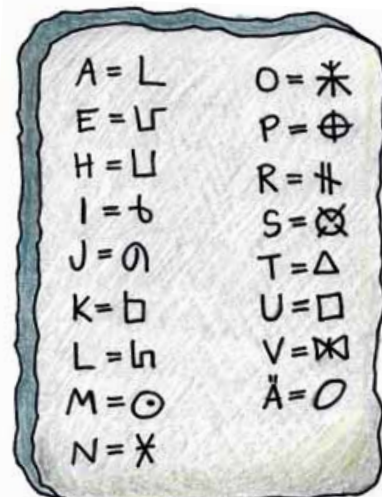 A =
E =
H =
I =
J =
K =
L =
M =
N =
O =
P =
R =
S =
T =
U =
V =
Ä =